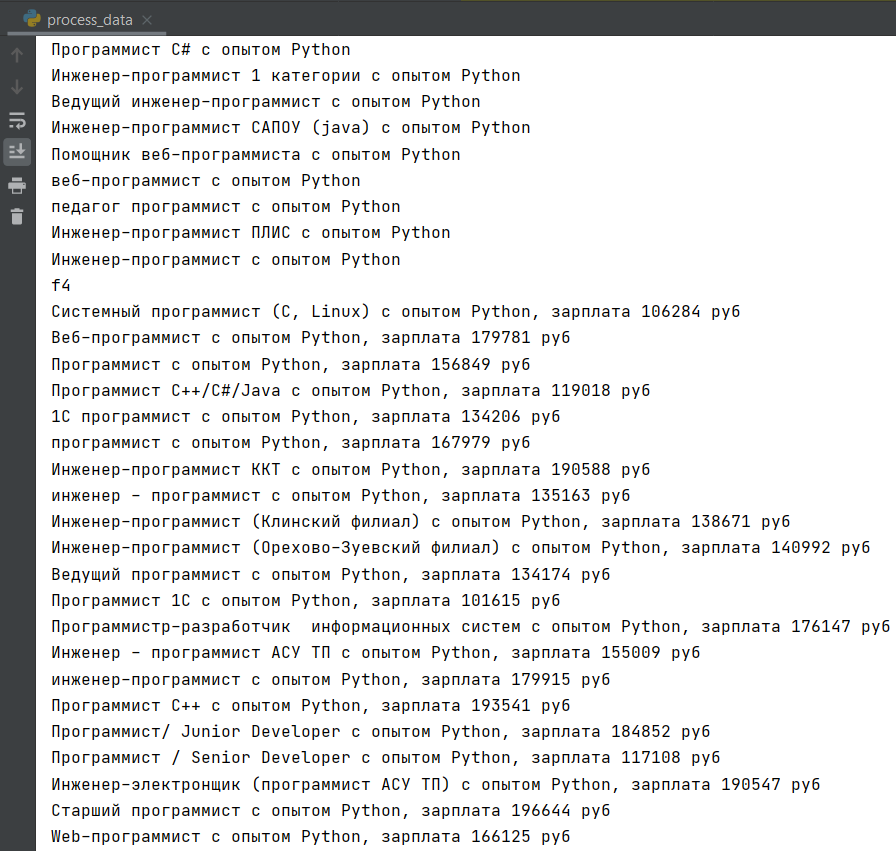 process_data
Программист C# с опытом Python
Инженер-программист 1 категории с опытом Python
Ведущий инженер-программист с опытом Python
Инженер-программист САПОУ (java) с опытом Python
Помощник веб-программиста с опытом Python
веб-программист с опытом Python
педагог программист с опытом Python
Инженер-программист ПЛИС с опытом Python
Инженер-программист с опытом Python
f4
Системный программист (C, Linux) с опытом Python, зарплата 106284 руб
Веб-программист с опытом Python, зарплата 179781 руб
Программист с опытом Python, зарплата 156849 руб
Программист C++/C#/Java с опытом Python, зарплата 119018 руб
1С программист с опытом Python, зарплата 134206 руб
программист с опытом Python, зарплата 167979 руб
Инженер-программист ККТ с опытом Python, зарплата 190588 руб
инженер - программист с опытом Python, зарплата 135163 руб
Инженер-программист (Клинский филиал) с опытом Python, зарплата 138671 руб
Инженер-программист (Орехово-Зуевский филиал) с опытом Python, зарплата 140992 руб
Ведущий программист с опытом Python, зарплата 134174 руб
Программист 1С с опытом Python, зарплата 101615 руб
Программистр-разработчик  информационных систем с опытом Python, зарплата 176147 руб
Инженер - программист АСУ ТП с опытом Python, зарплата 155009 руб
инженер-программист с опытом Python, зарплата 179915 руб
Программист C++ с опытом Python, зарплата 193541 руб
Программист/ Junior Developer с опытом Python, зарплата 184852 руб
Программист / Senior Developer с опытом Python, зарплата 117108 руб
Инженер-электронщик (программист АСУ ТП) с опытом Python, зарплата 190547 руб
Старший программист с опытом Python, зарплата 196644 руб
Web-программист с опытом Python, зарплата 166125 руб